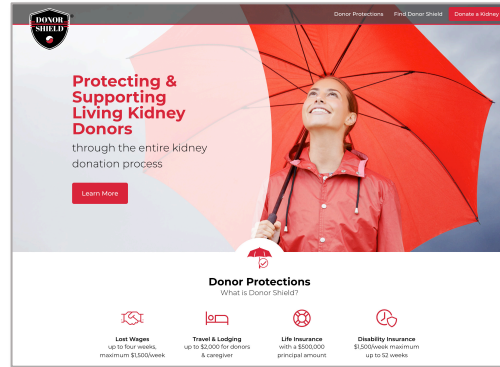 DONOR
SHIELD
Donor Protections
Find Donor Shield
Donate a Kidney
Protecting &
Supporting
Living Kidney
Donors
through the entire kidney
donation process
Learn More
Donor Protections
What is Donor Shield?
Lost Wages
up to four weeks,
maximum $1,500/week
Travel & Lodging
up to $2,000 for donors
& caregiver
Life Insurance
with a $500,000
principal amount
Disability Insurance
$1,500/week maximum
up to 52 weeks